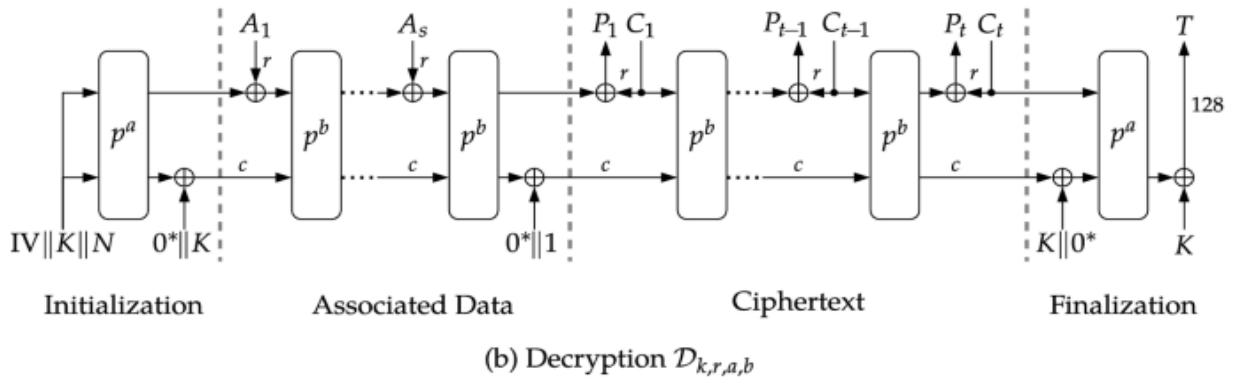 A₁ Aₛ P₁ C₁ Pₜ₋₁ Cₜ₋₁ Pₜ Cₜ T
r r r r r
pᵃ pᵇ pᵇ pᵇ pᵇ pᵃ 128
c c c c
IV‖K‖N 0*‖K 0*‖1 K‖0* K
Initialization Associated Data Ciphertext Finalization
(b) Decryption 𝒟ₖ,ᵣ,ₐ,b